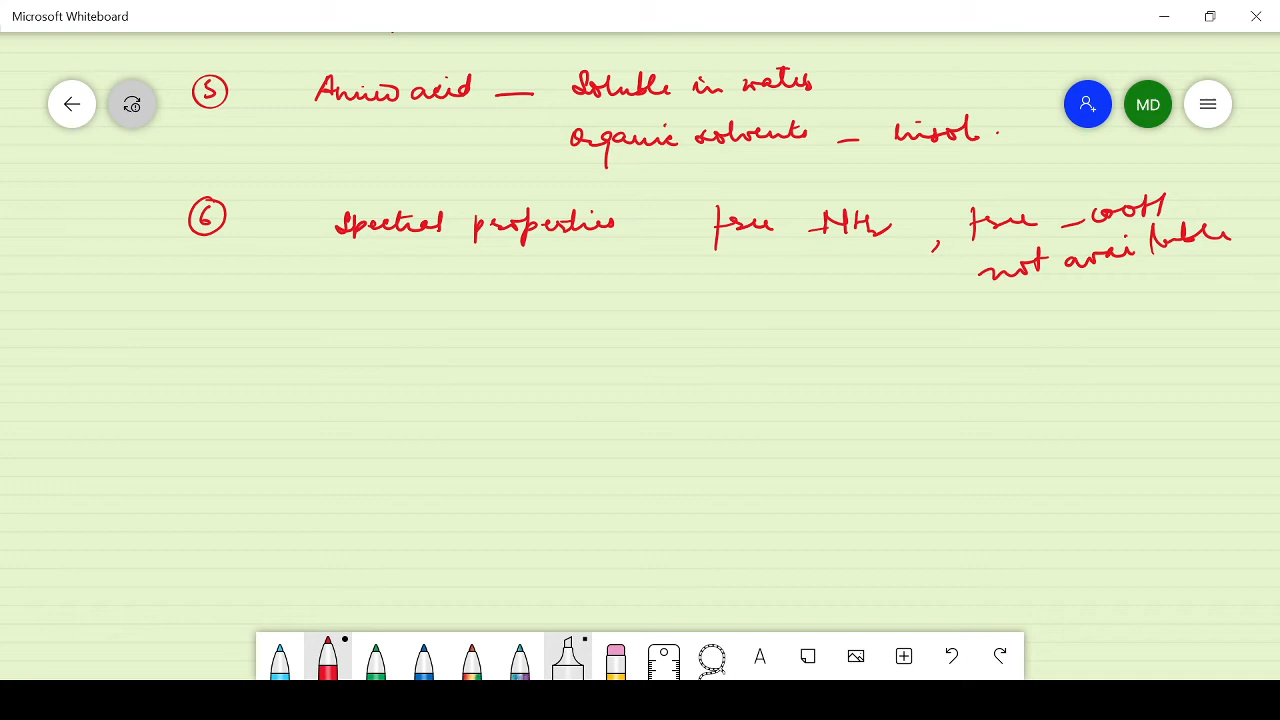 Microsoft Whiteboard
5 Amino acid — Soluble in water
MD
organic solvents – insol.
6 Spectral properties free -NH2, free -COOH
not available
A